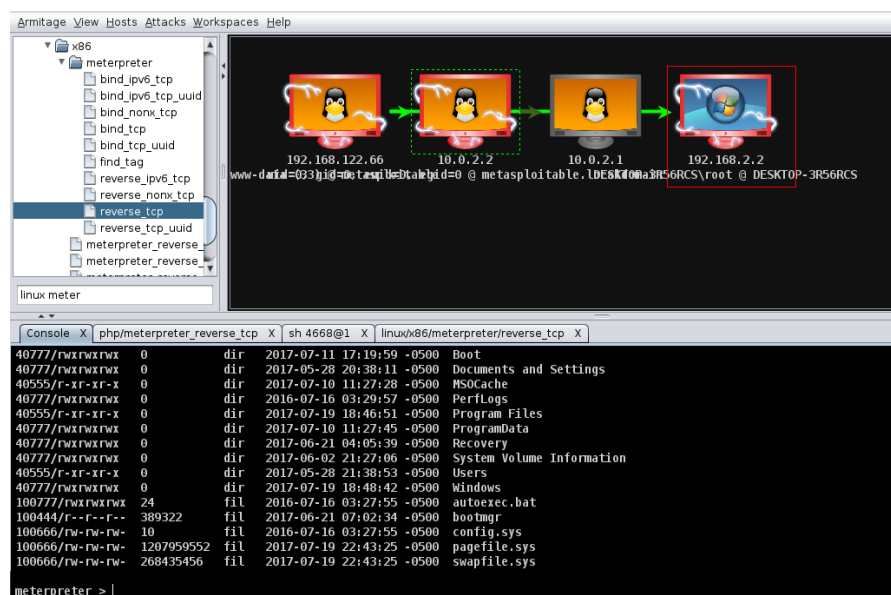 Armitage View Hosts Attacks Workspaces Help
x86
meterpreter
bind_ipv6_tcp
bind_ipv6_tcp_uuid
bind_nonx_tcp
bind_tcp
bind_tcp_uuid
find_tag
reverse_ipv6_tcp
reverse_nonx_tcp
reverse_tcp
reverse_tcp_uuid
meterpreter_reverse_
meterpreter_reverse_
linux meter
192.168.122.66
10.0.2.2
10.0.2.1
192.168.2.2
www-data
gid=0 @ metasploitable.localdomain
DESKTOP-3R56RCS\root @ DESKTOP-3R56RCS
Console X php/meterpreter_reverse_tcp X sh 4668@1 X linux/x86/meterpreter/reverse_tcp X
40777/rwxrwxrwx 0 dir 2017-07-11 17:19:59 -0500 Boot
40777/rwxrwxrwx 0 dir 2017-05-28 20:38:11 -0500 Documents and Settings
40555/r-xr-xr-x 0 dir 2017-07-10 11:27:28 -0500 MSOCache
40777/rwxrwxrwx 0 dir 2016-07-16 03:29:57 -0500 PerfLogs
40555/r-xr-xr-x 0 dir 2017-07-19 18:46:51 -0500 Program Files
40777/rwxrwxrwx 0 dir 2017-07-10 11:27:45 -0500 ProgramData
40777/rwxrwxrwx 0 dir 2017-06-21 04:05:39 -0500 Recovery
40777/rwxrwxrwx 0 dir 2017-06-02 21:27:06 -0500 System Volume Information
40555/r-xr-xr-x 0 dir 2017-05-28 21:38:53 -0500 Users
40777/rwxrwxrwx 0 dir 2017-07-19 18:48:42 -0500 Windows
100777/rwxrwxrwx 24 fil 2016-07-16 03:27:55 -0500 autoexec.bat
100444/r--r--r-- 389322 fil 2017-06-21 07:02:34 -0500 bootmgr
100666/rw-rw-rw- 10 fil 2016-07-16 03:27:55 -0500 config.sys
100666/rw-rw-rw- 1207959552 fil 2017-07-19 22:43:25 -0500 pagefile.sys
100666/rw-rw-rw- 268435456 fil 2017-07-19 22:43:25 -0500 swapfile.sys
meterpreter >